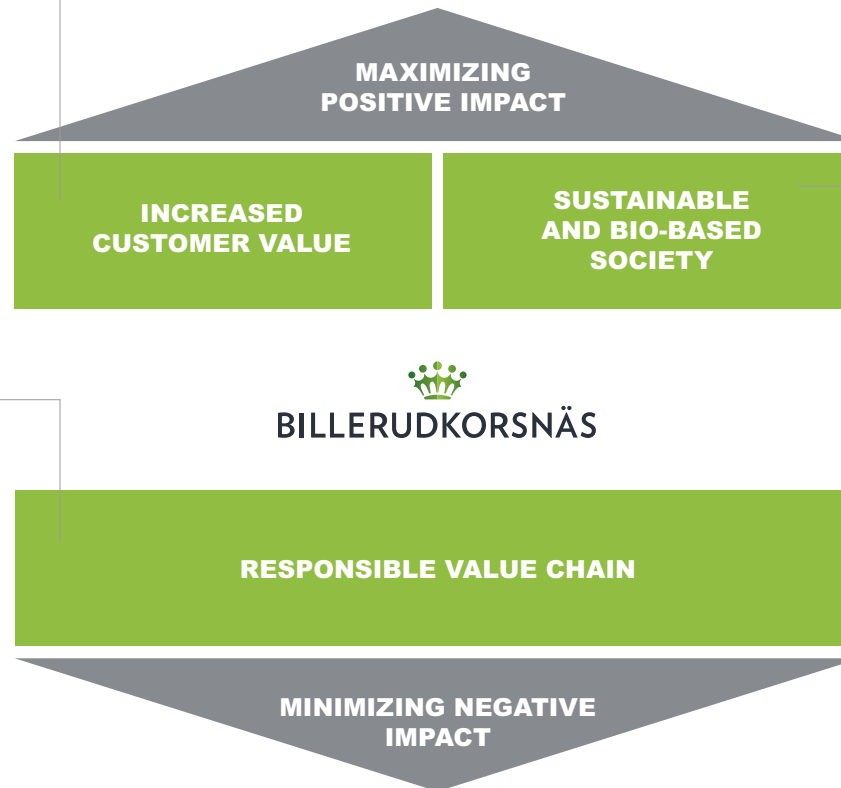 MAXIMIZING
POSITIVE IMPACT
INCREASED
CUSTOMER VALUE
SUSTAINABLE
AND BIO-BASED
SOCIETY
BILLERUDKORSNÄS
RESPONSIBLE VALUE CHAIN
MINIMIZING NEGATIVE
IMPACT